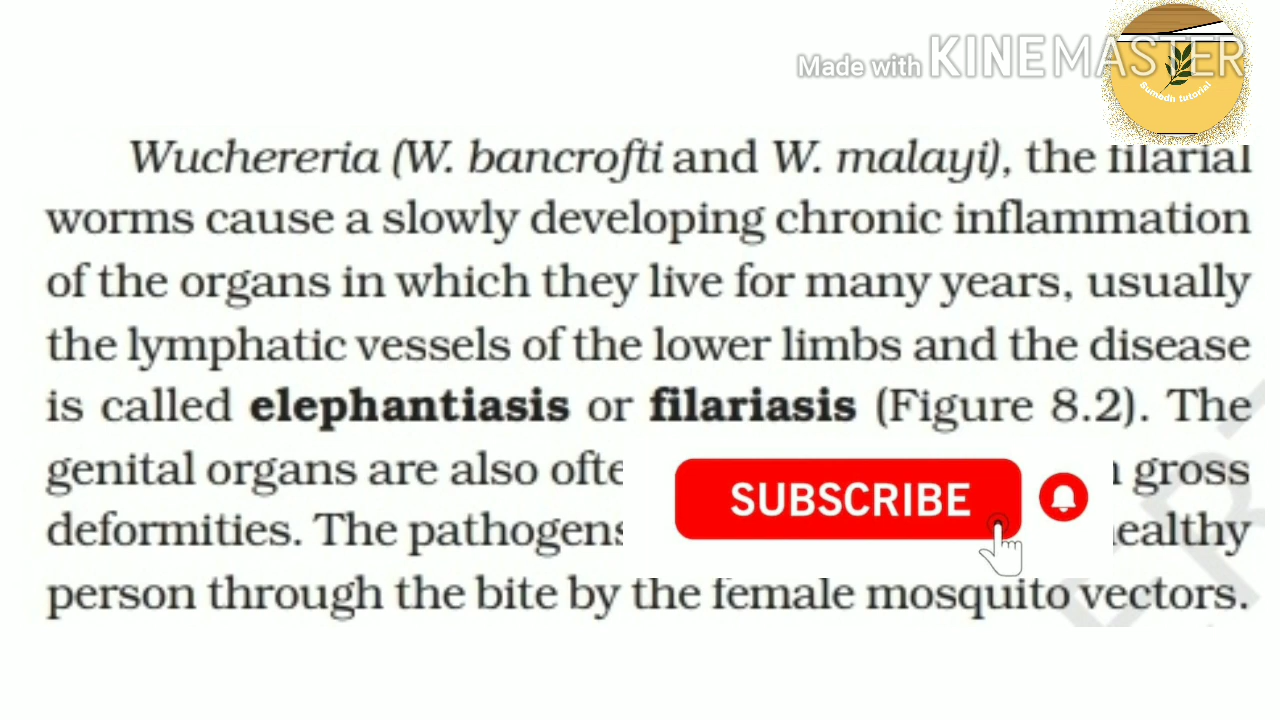 Made with KINEMASTER
Sumedh tutorial
Wuchereria (W. bancrofti and W. malayi), the filarial
worms cause a slowly developing chronic inflammation
of the organs in which they live for many years, usually
the lymphatic vessels of the lower limbs and the disease
is called elephantiasis or filariasis (Figure 8.2). The
genital organs are also gross
SUBSCRIBE
deformities. The
person through the bite by the female mosquito vectors.